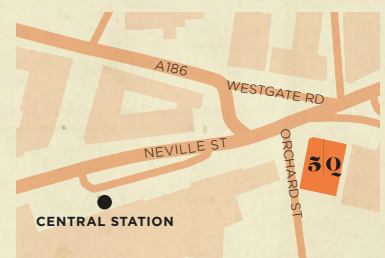 A186
WESTGATE RD
NEVILLE ST
ORCHARD ST
5Q
CENTRAL STATION